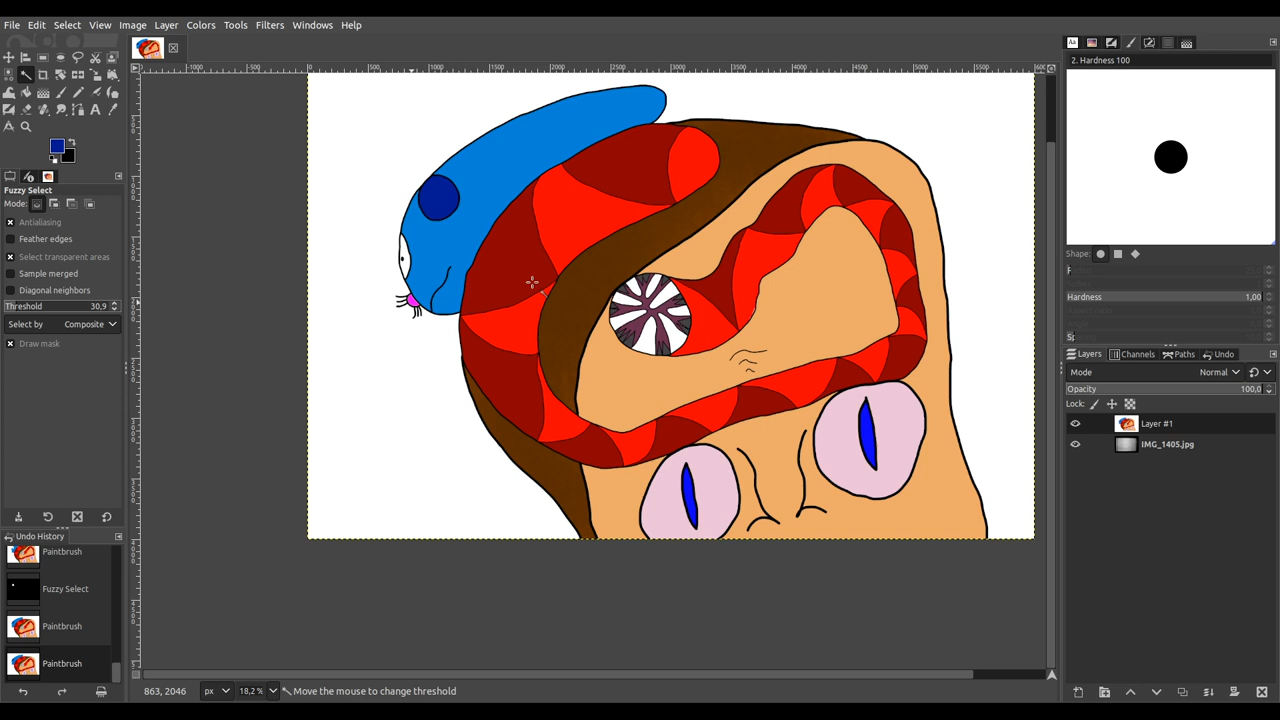 File Edit Select View Image Layer Colors Tools Filters Windows Help
Fuzzy Select
Mode:
Antialiasing
Feather edges
Select transparent areas
Sample merged
Diagonal neighbors
Threshold 30,9
Select by Composite
Draw mask
Undo History
Paintbrush
Fuzzy Select
Paintbrush
Paintbrush
863, 2046 px 18,2 % Move the mouse to change threshold
2. Hardness 100
Shape:
Hardness 1,00
Layers Channels Paths Undo
Mode Normal
Opacity 100,0
Lock:
Layer #1
IMG_1405.jpg